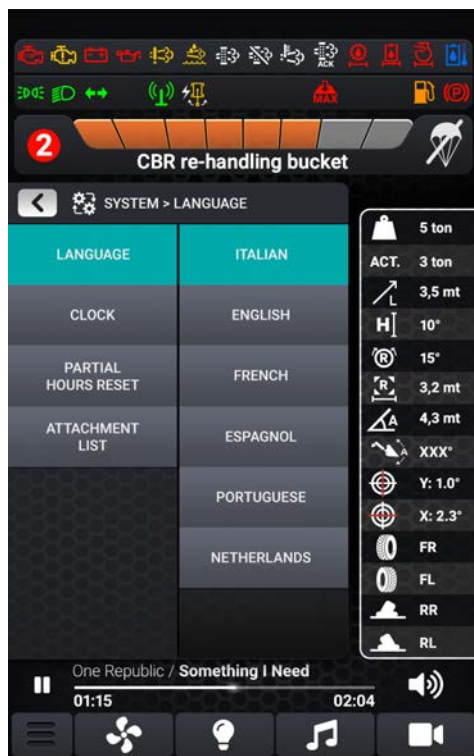 ACK
MAX
(P)
2
CBR re-handling bucket
SYSTEM > LANGUAGE
LANGUAGE
CLOCK
PARTIAL
HOURS RESET
ATTACHMENT
LIST
ITALIAN
ENGLISH
FRENCH
ESPAGNOL
PORTUGUESE
NETHERLANDS
5 ton
ACT. 3 ton
L 3,5 mt
H 10°
R 15°
R 3,2 mt
A 4,3 mt
A XXX°
Y: 1.0°
X: 2.3°
FR
FL
RR
RL
One Republic / Something I Need
01:15 02:04